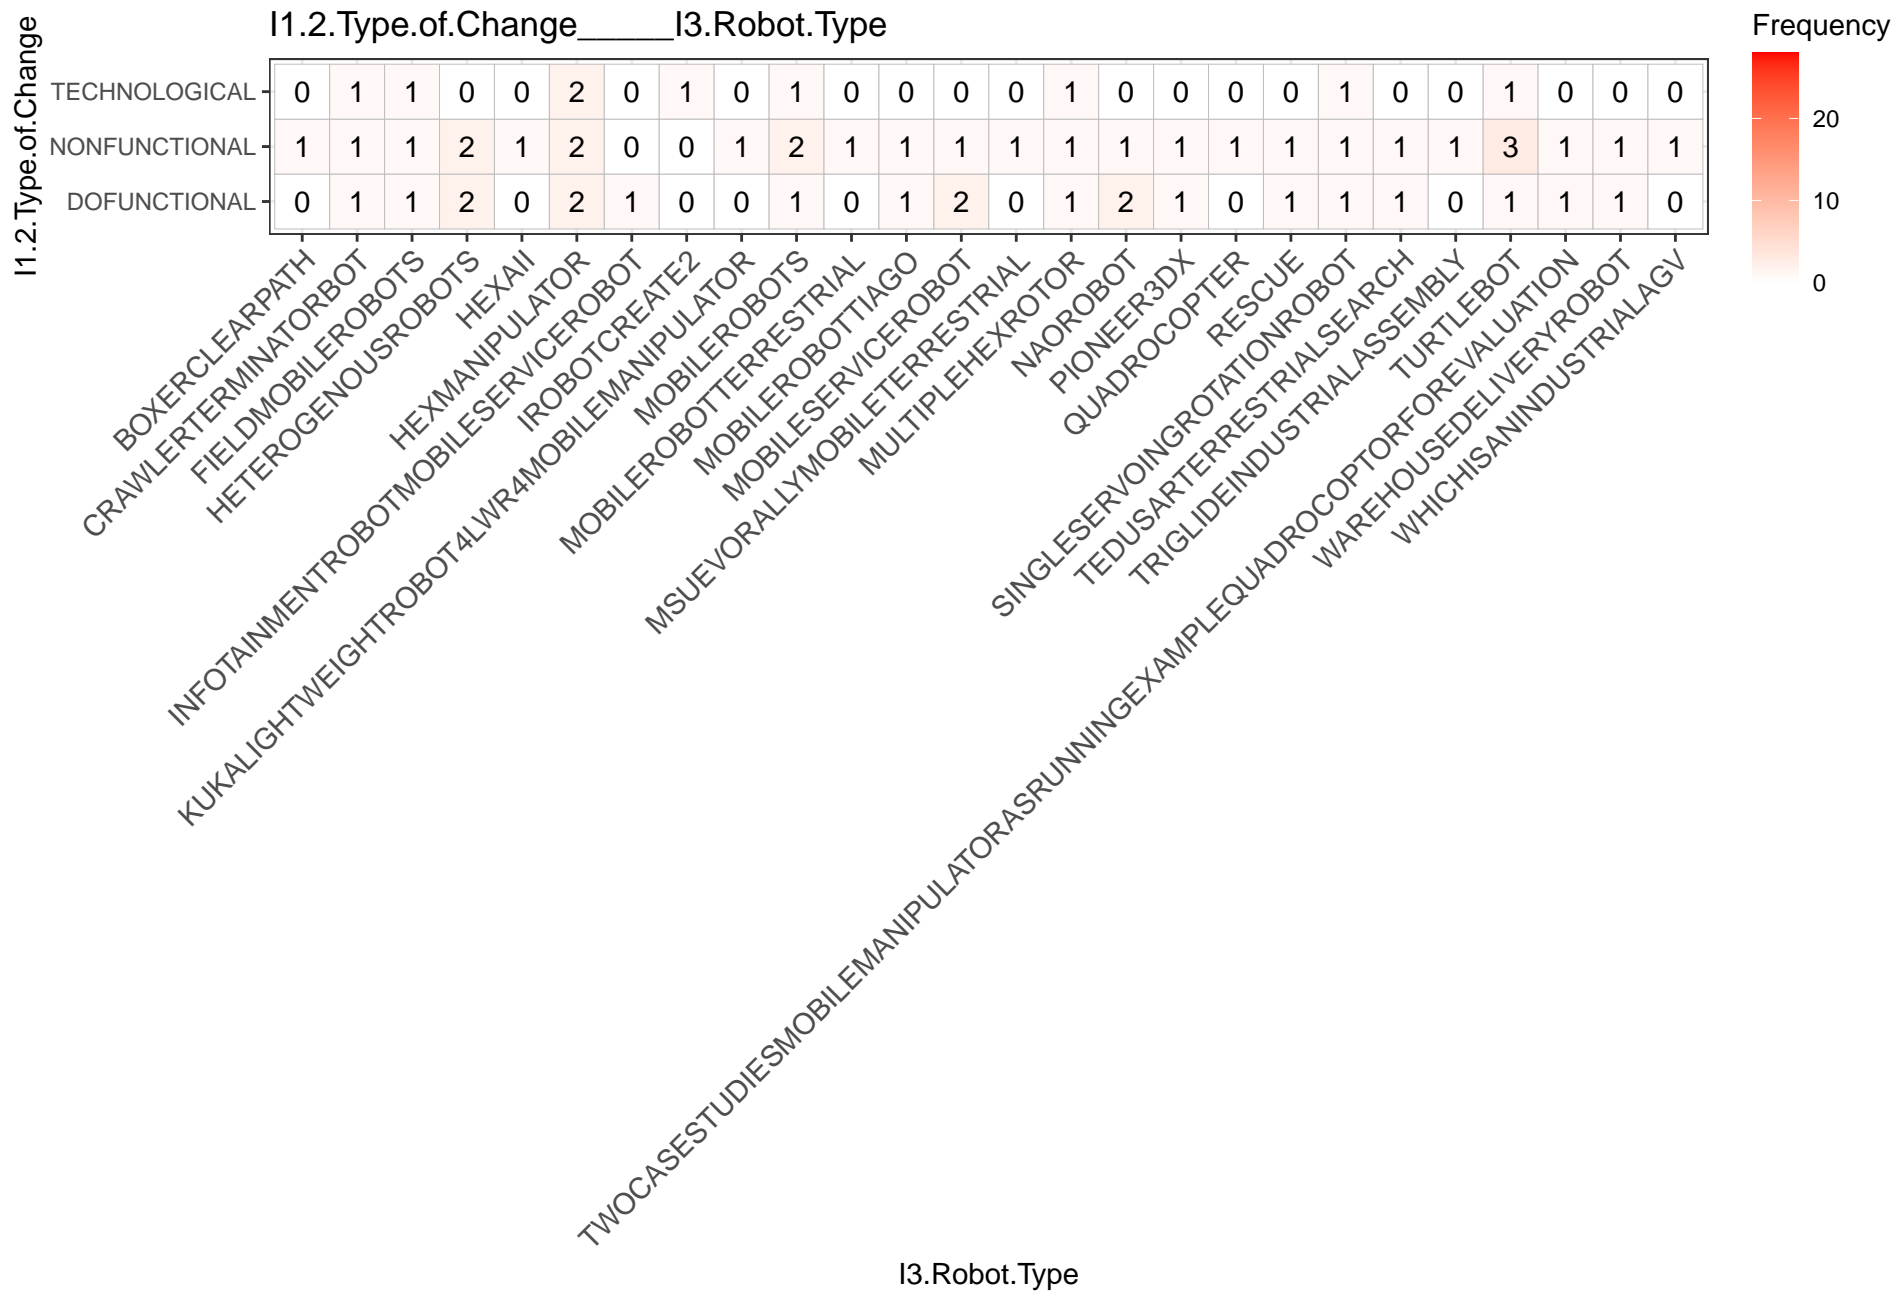 I1.2.Type.of.Change_____I3.Robot.Type
I1.2.Type.of.Change
TECHNOLOGICAL 0 1 1 0 0 2 0 1 0 1 0 0 0 0 1 0 0 0 0 1 0 0 1 0 0 0
NONFUNCTIONAL 1 1 1 2 1 2 0 0 1 2 1 1 1 1 1 1 1 1 1 1 1 1 3 1 1 1
DOFUNCTIONAL 0 1 1 2 0 2 1 0 0 1 0 1 2 0 1 2 1 0 1 1 1 0 1 1 1 0
BOXERCLEARPATH
CRAWLERTERMINATORBOT
FIELDMOBILEROBOTS
HETEROGENOUSROBOTS
HEXAII
HEXMANIPULATOR
INFOTAINMENTROBOTMOBILESERVICEROBOT
IROBOTCREATE2
KUKALIGHTWEIGHTROBOT4LWR4MOBILEMANIPULATOR
MOBILEROBOTS
MOBILEROBOTTERRESTRIAL
MOBILEROBOTTIAGO
MOBILESERVICEROBOT
MSUEVORALLYMOBILETERRESTRIAL
MULTIPLEHEXROTOR
NAOROBOT
PIONEER3DX
QUADROCOPTER
RESCUE
SINGLESERVOINGROTATIONROBOT
TEDUSARTERRESTRIALSEARCH
TRIGLIDEINDUSTRIALASSEMBLY
TURTLEBOT
TWOCASESTUDIESMOBILEMANIPULATORASRUNNINGEXAMPLEQUADROCOPTORFOREVALUATION
WAREHOUSEDELIVERYROBOT
WHICHISANINDUSTRIALAGV
I3.Robot.Type
Frequency
20
10
0